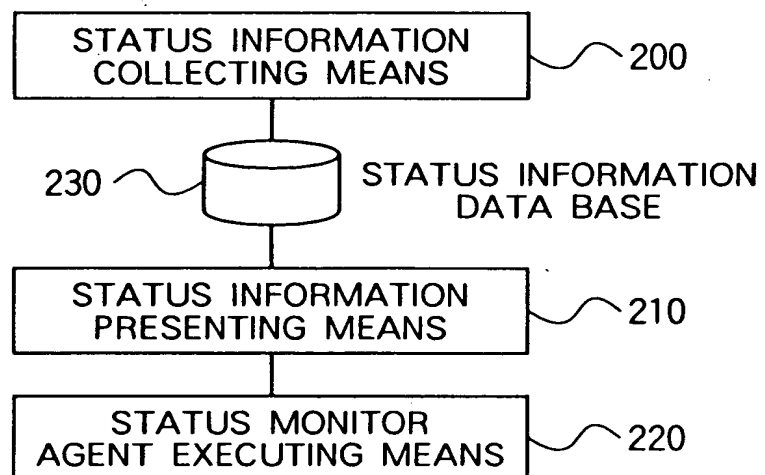 STATUS INFORMATION
COLLECTING MEANS
200
230
STATUS INFORMATION
DATA BASE
STATUS INFORMATION
PRESENTING MEANS
210
STATUS MONITOR
AGENT EXECUTING MEANS
220